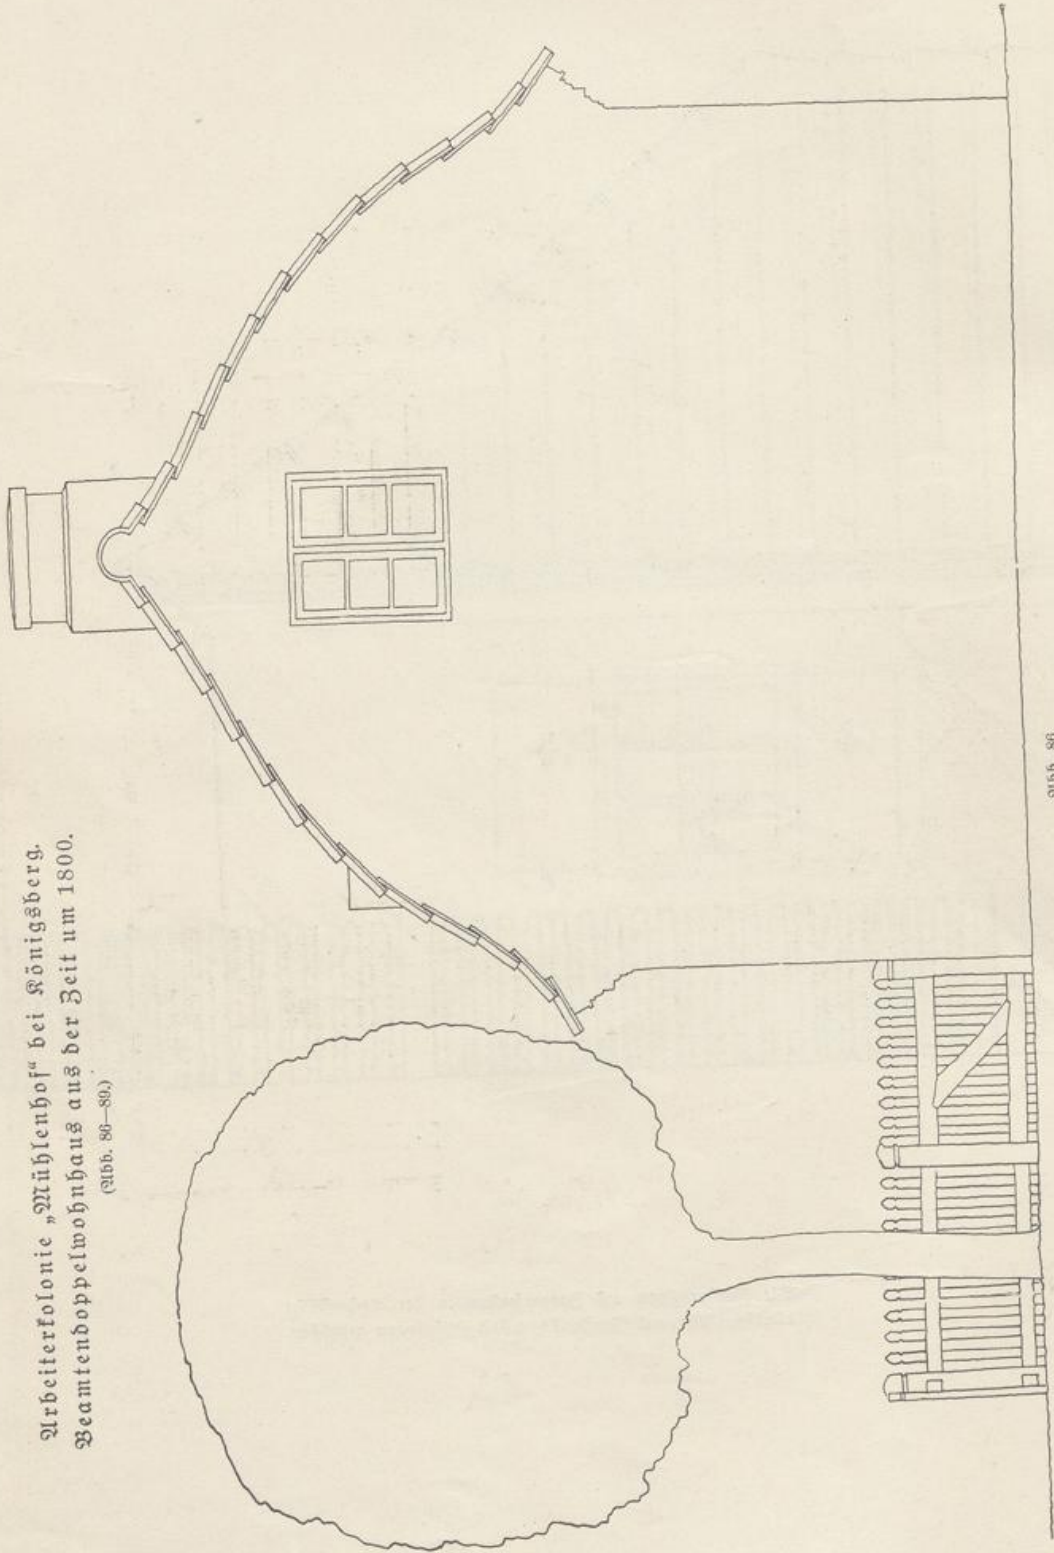 Arbeiterkolonie „Mühlenhof“ bei Königsberg.
Beamtendoppelwohnhaus aus der Zeit um 1800.
(Abb. 86—89.)
Abb. 86